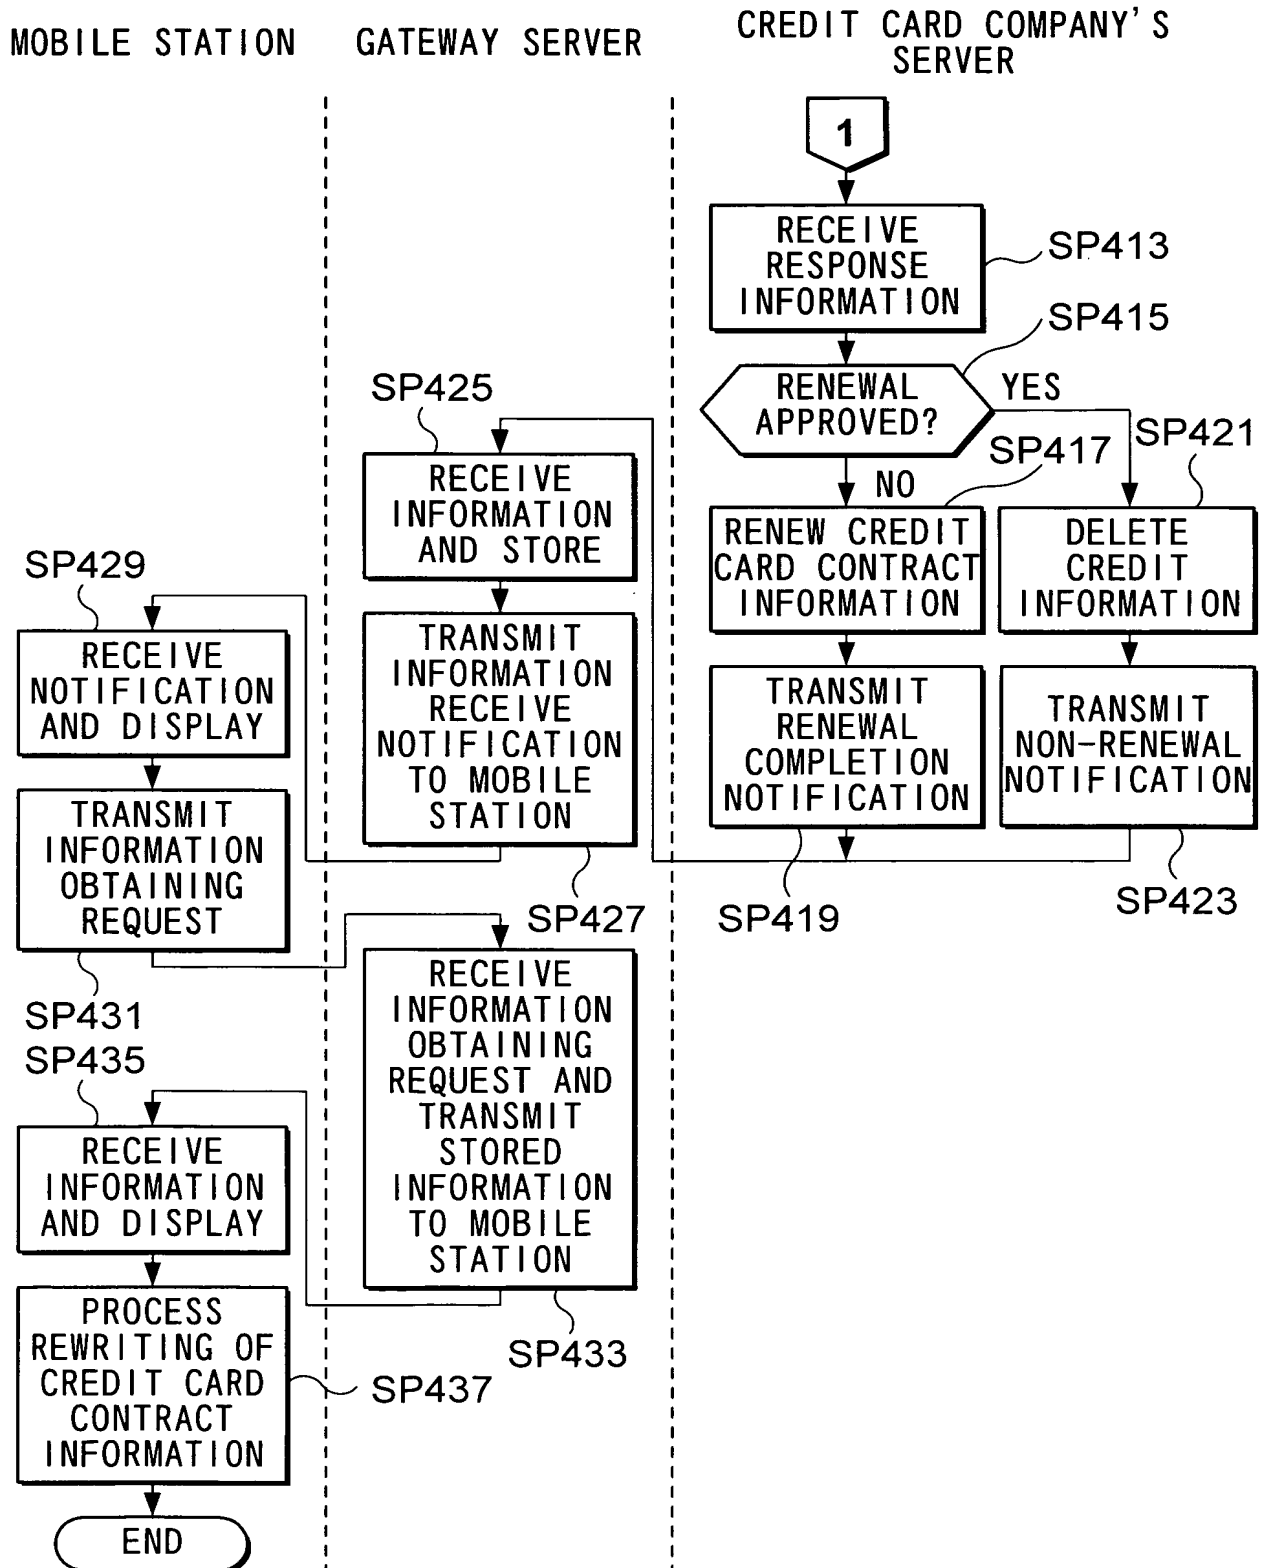 MOBILE STATION
GATEWAY SERVER
CREDIT CARD COMPANY'S
SERVER
1
RECEIVE
RESPONSE
INFORMATION
SP413
SP415
RENEWAL
APPROVED?
YES
NO
SP417
SP421
RENEW CREDIT
CARD CONTRACT
INFORMATION
DELETE
CREDIT
INFORMATION
TRANSMIT
RENEWAL
COMPLETION
NOTIFICATION
TRANSMIT
NON-RENEWAL
NOTIFICATION
SP419
SP423
SP425
RECEIVE
INFORMATION
AND STORE
TRANSMIT
INFORMATION
RECEIVE
NOTIFICATION
TO MOBILE
STATION
SP427
SP429
RECEIVE
NOTIFICATION
AND DISPLAY
TRANSMIT
INFORMATION
OBTAINING
REQUEST
SP431
RECEIVE
INFORMATION
OBTAINING
REQUEST AND
TRANSMIT
STORED
INFORMATION
TO MOBILE
STATION
SP433
SP435
RECEIVE
INFORMATION
AND DISPLAY
PROCESS
REWRITING OF
CREDIT CARD
CONTRACT
INFORMATION
SP437
END